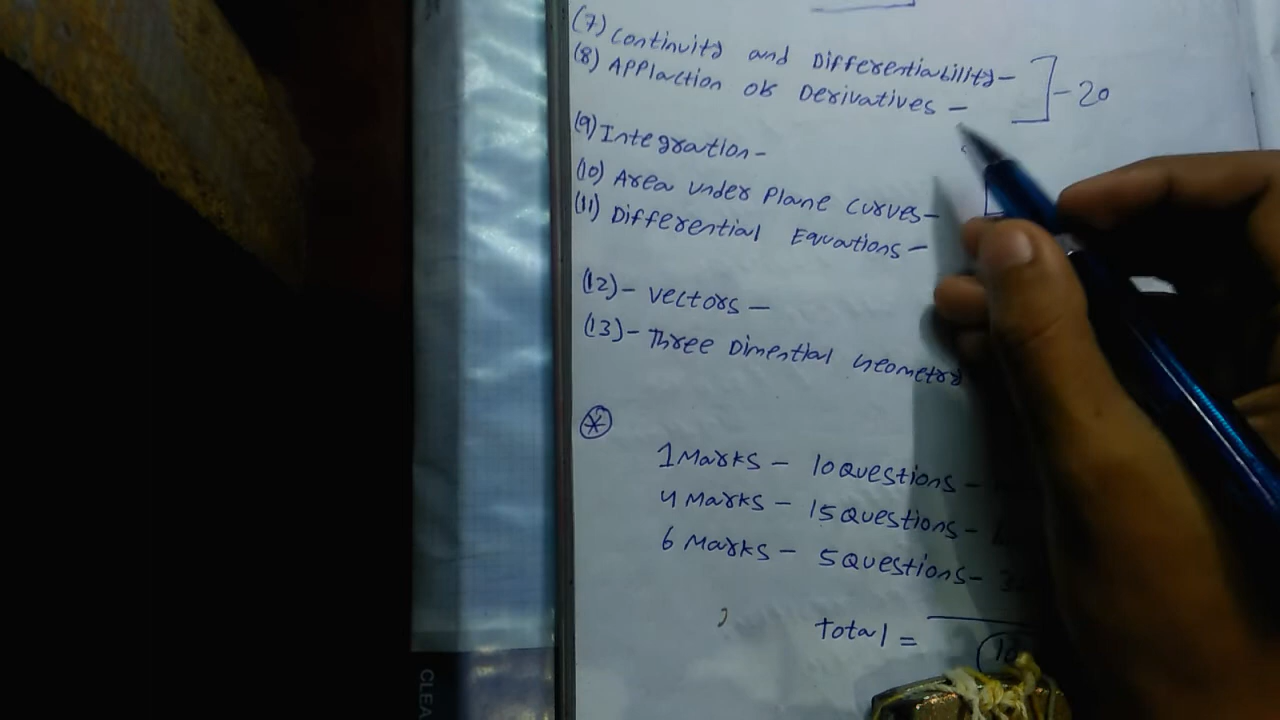 (7) Continuity and Differentiability- ] - 20
(8) Applaction of Derivatives -
(9) Integration -
(10) Area under Plane Curves-
(11) Differential Equations -
(12)- Vectors -
(13)- Three Dimential Geometry
1 Marks - 10 Questions -
4 Marks - 15 Questions -
6 Marks - 5 Questions-
Total =
CLEA